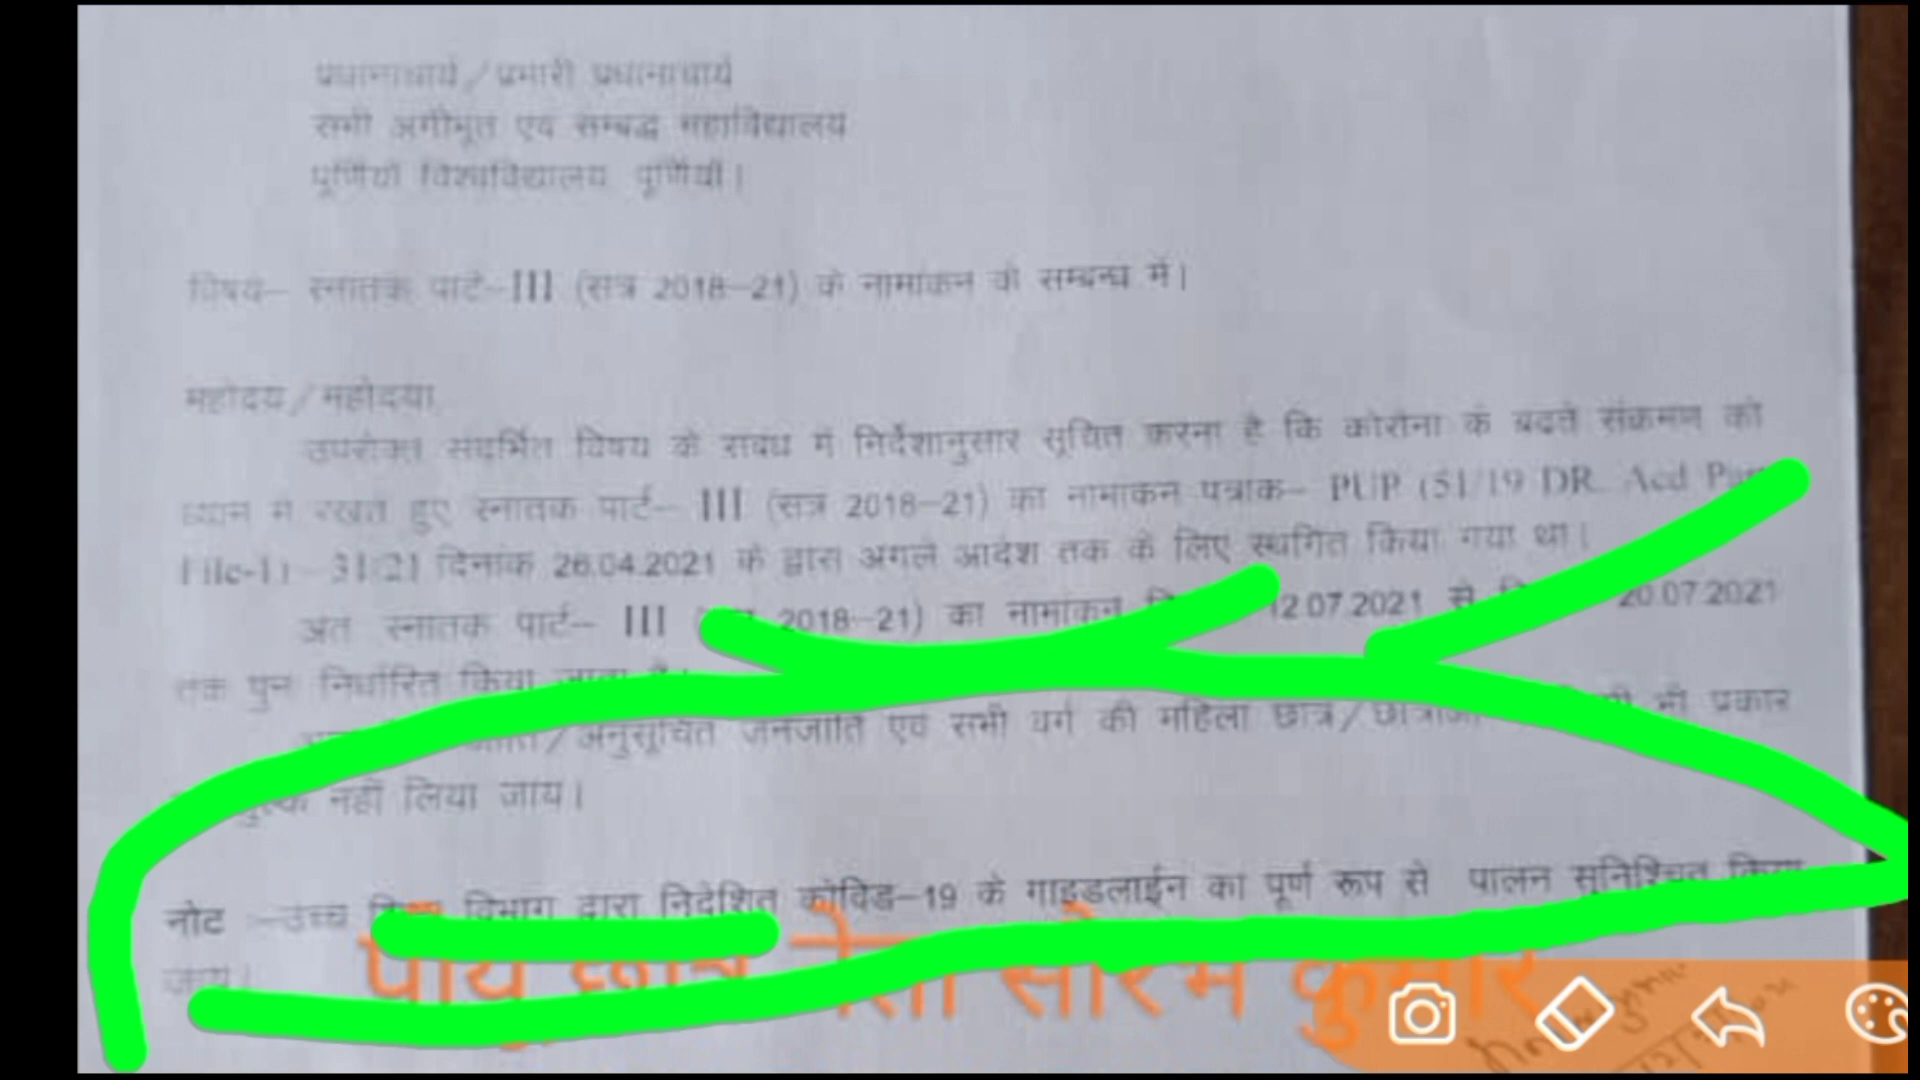 प्रधानाचार्य/प्रभारी प्रधानाचार्य
सभी अंगीभूत एवं सम्बद्ध महाविद्यालय
पूर्णियाँ विश्वविद्यालय, पूर्णियाँ।
विषय– स्नातक पार्ट–III (सत्र 2018–21) के नामांकन के सम्बन्ध में।
महोदय/महोदया,
उपरोक्त संदर्भित विषय के संबंध में निर्देशानुसार सूचित करना है कि कोरोना के बढ़ते संक्रमण को
ध्यान में रखते हुए स्नातक पार्ट– III (सत्र 2018–21) का नामांकन पत्रांक– PUP (51/19 DR. Acd
File-I) 31/21 दिनांक 26.04.2021 के द्वारा अगले आदेश तक के लिए स्थगित किया गया था।
अतः स्नातक पार्ट– III 2018–21) का नामांकन 12.07.2021 से 20.07.2021
तक पुनः निर्धारित किया जाता है।
/अनुसूचित जनजाति एवं सभी वर्ग की महिला छात्र/ भी प्रकार
नहीं लिया जाय।
नोट :–उच्च विभाग द्वारा निदेशित कोविड–19 के गाइडलाईन का पूर्ण रूप से पालन सुनिश्चित किया
जाय।
छात्र नेता सौरभ कुमार